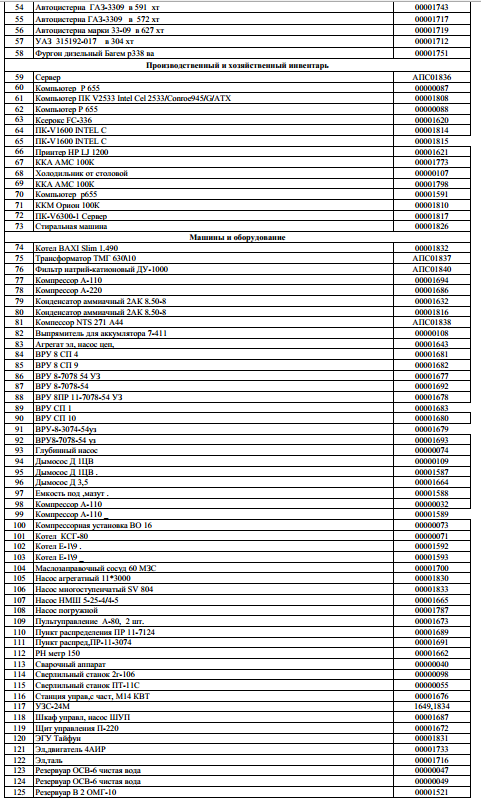 54 Автоцистерна ГАЗ-3309 в 591 хт 00001743
55 Автоцистерна ГАЗ-3309 в 572 хт 00001717
56 Автоцистерна марки 33-09 в 627 хт 00001719
57 УАЗ 315192-017 в 304 хт 00001712
58 Фургон дизельный Багем р338 ва 00001751
Производственный и хозяйственный инвентарь
59 Сервер АПС01836
60 Компьютер Р 655 00000087
61 Компьютер ПК V2533 Intel Cel 2533/Conroe945/G/ATX 00001808
62 Компьютер Р 655 00000088
63 Ксерокс FC-336 00001620
64 ПК-V1600 INTEL C 00001814
65 ПК-V1600 INTEL C 00001815
66 Принтер HP LJ 1200 00001621
67 ККА АМС 100К 00001773
68 Холодильник от столовой 00000107
69 ККА АМС 100К 00001798
70 Компьютер р655 00001591
71 ККМ Орион 100К 00001810
72 ПК-V6300-1 Сервер 00001817
73 Стиральная машина 00001826
Машины и оборудование
74 Котел BAXI Slim 1.490 00001832
75 Трансформатор ТМГ 630\10 АПС01837
76 Фильтр натрий-катионовый ДУ-1000 АПС01840
77 Компрессор А-110 00001694
78 Компрессор А-220 00001686
79 Конденсатор аммиачный 2АК 8.50-8 00001632
80 Конденсатор аммиачный 2АК 8.50-8 00001816
81 Компессор NTS 271 А44 АПС01838
82 Выпрямитель для аккумлятора 7-411 00000108
83 Агрегат эл, насос цеп, 00001643
84 ВРУ 8 СП 4 00001681
85 ВРУ 8 СП 9 00001682
86 ВРУ 8-7078 54 УЗ 00001677
87 ВРУ 8-7078-54 00001692
88 ВРУ 8ПР 11-7078-54 УЗ 00001678
89 ВРУ СП 1 00001683
90 ВРУ СП 10 00001680
91 ВРУ-8-3074-54уз 00001679
92 ВРУ8-7078-54 уз 00001693
93 Глубинный насос 00000074
94 Дымосос Д 1ЦВ 00000109
95 Дымосос Д 1ЦВ . 00001587
96 Дымосос Д 3,5 00001664
97 Емкость под ,мазут . 00001588
98 Компрессор А-110 00000032
99 Компрессор А-110 _ 00001589
100 Компрессорная установка ВО 16 00000073
101 Котел КСГ-80 00000071
102 Котел Е-1\9 . 00001592
103 Котел Е-1\9 _ 00001593
104 Маслозаправочный сосуд 60 МЗС 00001700
105 Насос агрегатный 11*3000 00001830
106 Насос многоступенчатый SV 804 00001833
107 Насос НМШ 5-25-4/4-5 00001665
108 Насос погружной 00001787
109 Пультуправление А-80, 2 шт. 00001673
110 Пункт распределения ПР 11-7124 00001689
111 Пункт распред,ПР-11-3074 00001691
112 РН метр 150 00001662
113 Сварочный аппарат 00000040
114 Сверлильный станок 2г-106 00000098
115 Сверлильный станок ПТ-11С 00000055
116 Станция управ,с част, М14 КВТ 00001676
117 УЗС-24М 1649,1834
118 Шкаф управл, насос ШУП 00001687
119 Щит управления П-220 00001672
120 ЭГУ Тайфун 00001831
121 Эл,двигатель 4АИР 00001733
122 Эл,таль 00001716
123 Резервуар ОСВ-6 чистая вода 00000047
124 Резервуар ОСВ-6 чистая вода 00000049
125 Резервуар В 2 ОМГ-10 00001521